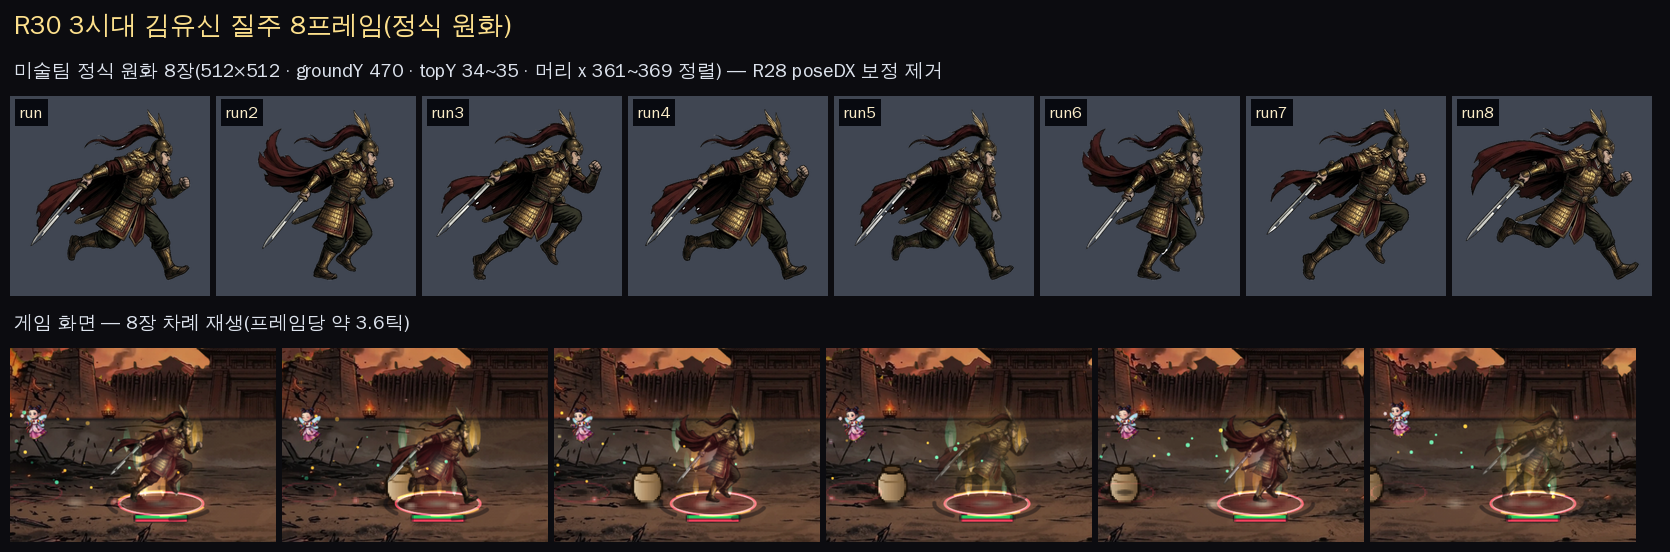 R30 3시대 김유신 질주 8프레임(정식 원화)
미술팀 정식 원화 8장(512×512 · groundY 470 · topY 34~35 · 머리 x 361~369 정렬) — R28 poseDX 보정 제거
run run2 run3 run4 run5 run6 run7 run8
게임 화면 — 8장 차례 재생(프레임당 약 3.6틱)